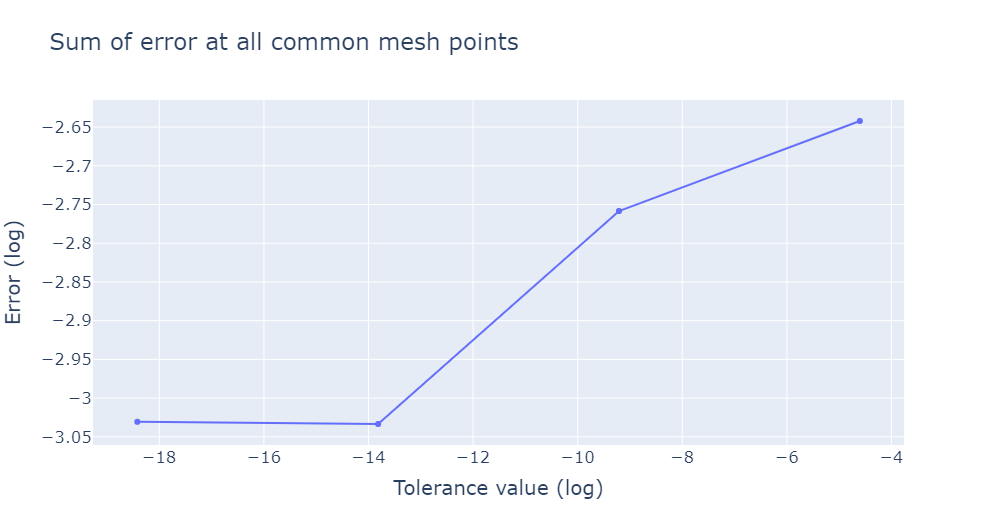 Sum of error at all common mesh points
Error (log)
−2.65
−2.7
−2.75
−2.8
−2.85
−2.9
−2.95
−3
−3.05
−18 −16 −14 −12 −10 −8 −6 −4
Tolerance value (log)